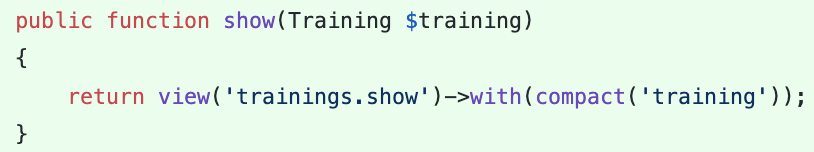 public function show(Training $training)
{
    return view('trainings.show')->with(compact('training'));
}